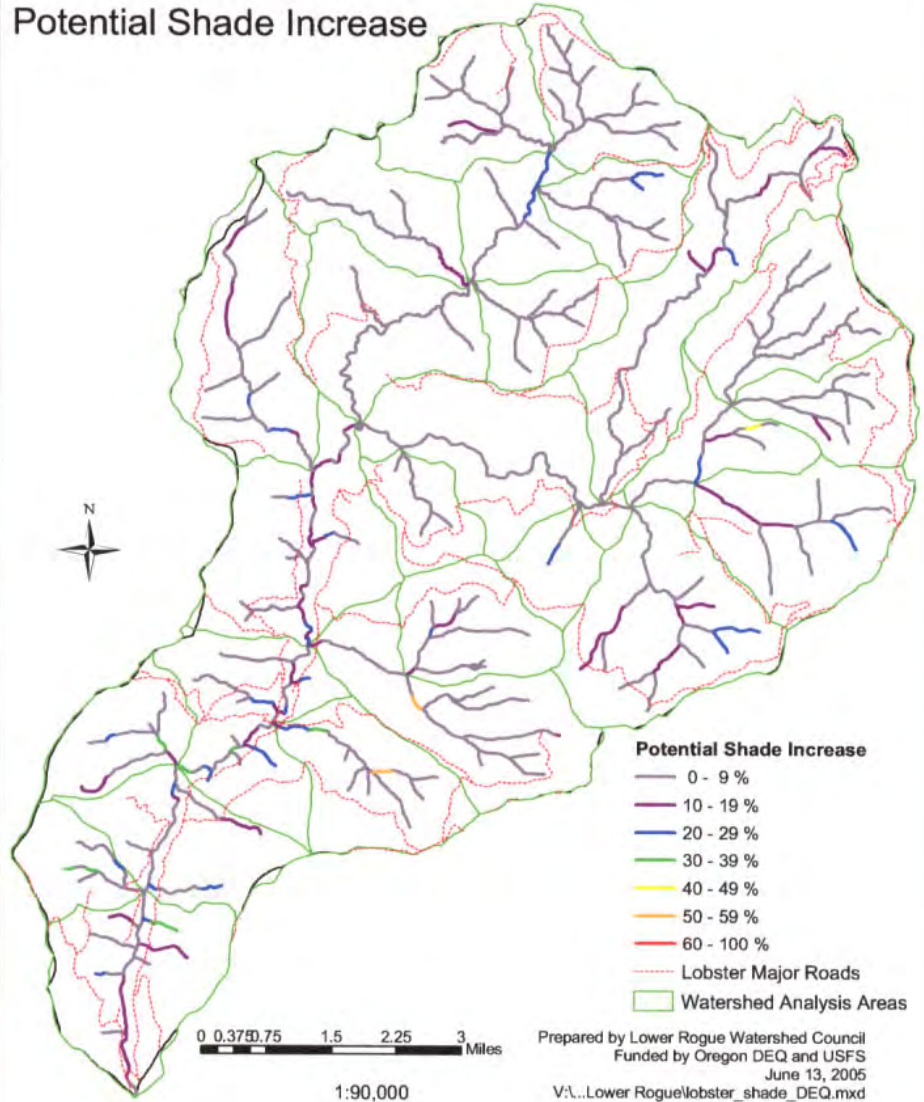 Potential Shade Increase
N
Potential Shade Increase
0 - 9 %
10 - 19 %
20 - 29 %
30 - 39 %
40 - 49 %
50 - 59 %
60 - 100 %
Lobster Major Roads
Watershed Analysis Areas
0 0.375 0.75 1.5 2.25 3
Miles
1:90,000
Prepared by Lower Rogue Watershed Council
Funded by Oregon DEQ and USFS
June 13, 2005
V:\...Lower Rogue\lobster_shade_DEQ.mxd